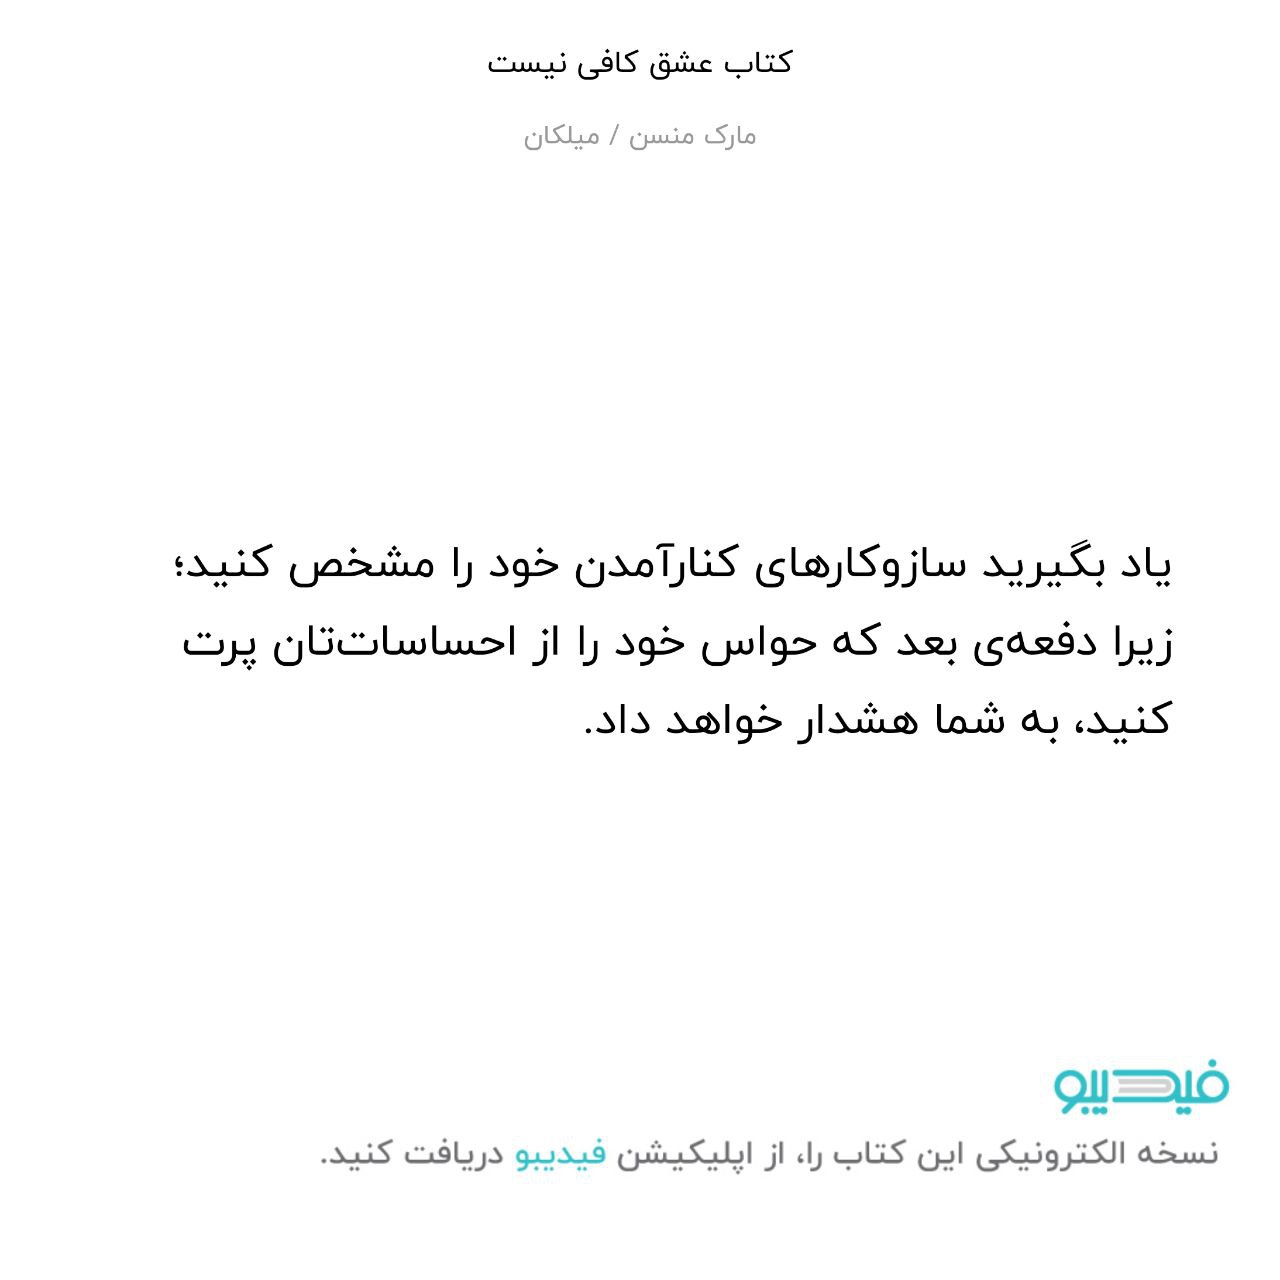 کتاب عشق کافی نیست
مارک منسن / میلکان
یاد بگیرید سازوکارهای کنارآمدن خود را مشخص کنید؛
زیرا دفعه‌ی بعد که حواس خود را از احساسات‌تان پرت
کنید، به شما هشدار خواهد داد.
فیدیبو
نسخه الکترونیکی این کتاب را، از اپلیکیشن فیدیبو دریافت کنید.